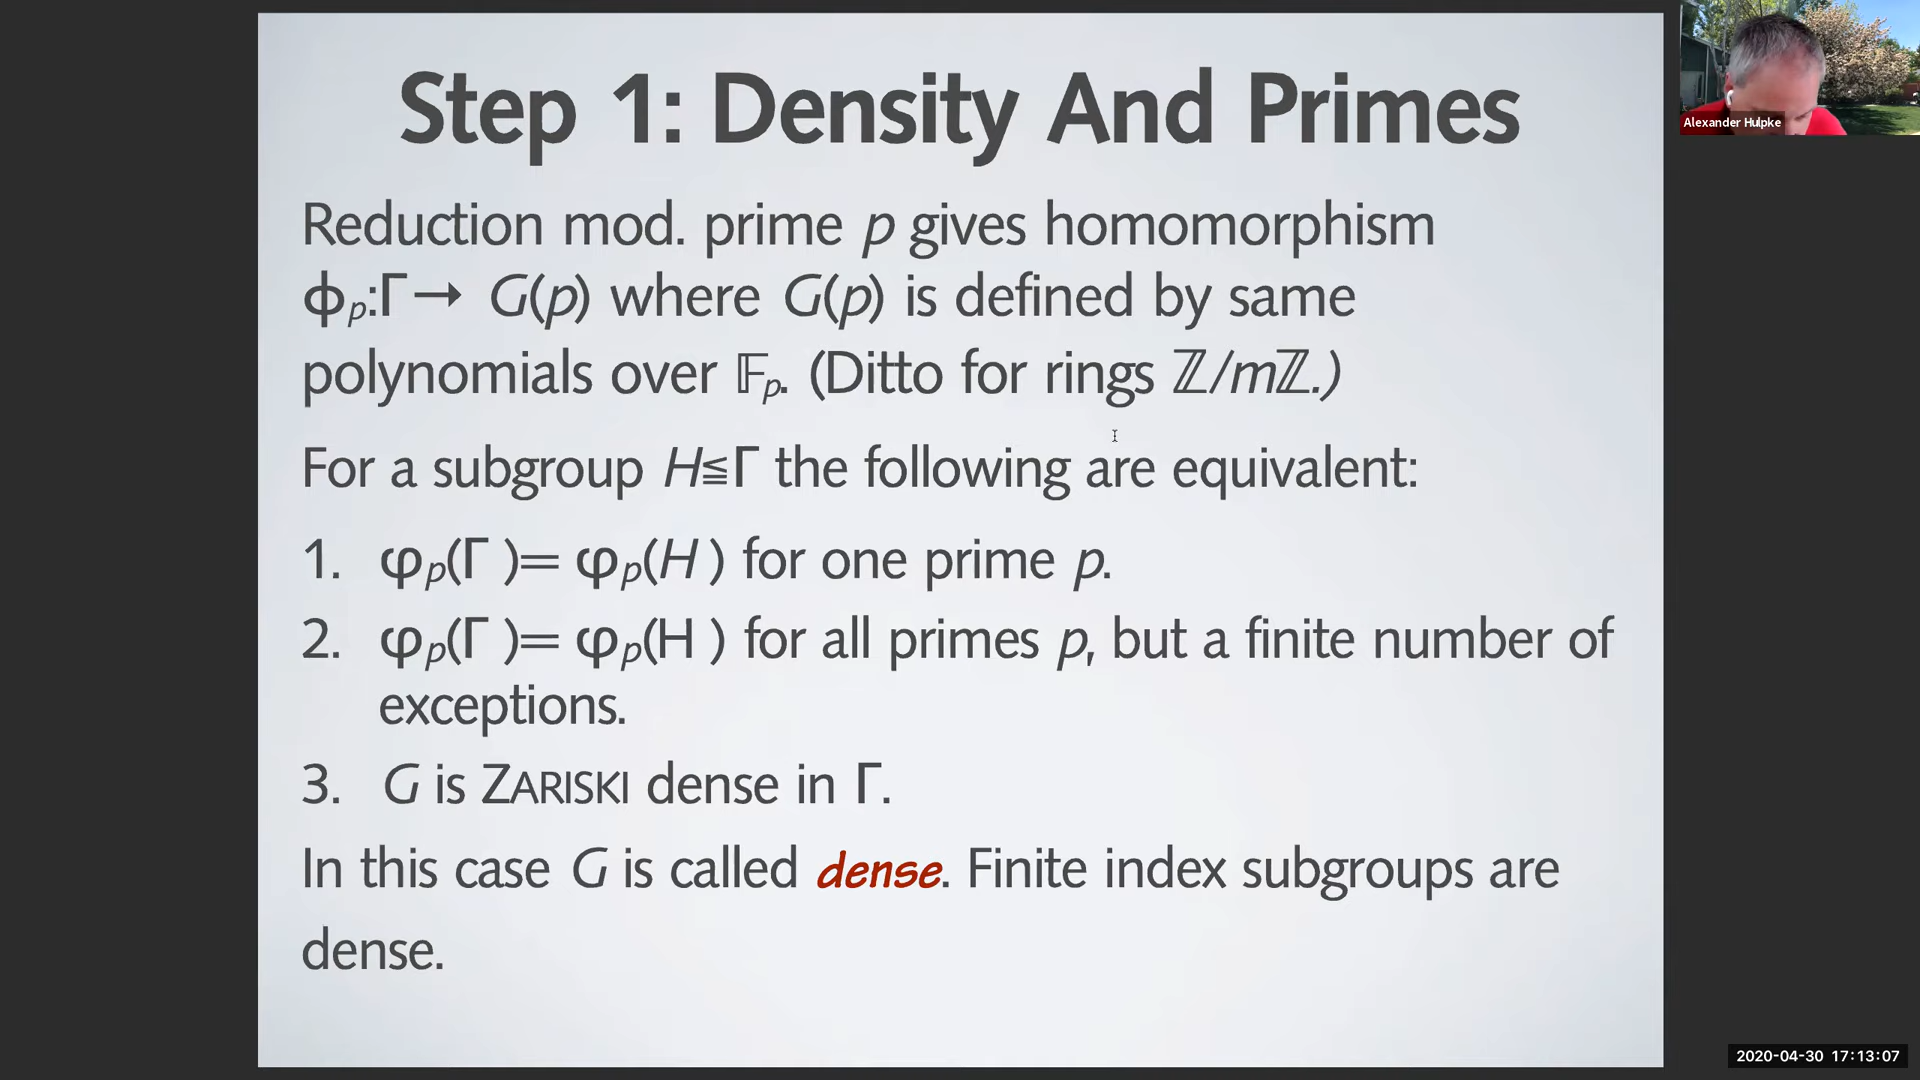 Step 1: Density And Primes
Reduction mod. prime p gives homomorphism
ϕp:Γ→ G(p) where G(p) is defined by same
polynomials over 𝔽p. (Ditto for rings ℤ/mℤ.)
For a subgroup H≦Γ the following are equivalent:
1. φp(Γ )= φp(H ) for one prime p.
2. φp(Γ )= φp(H ) for all primes p, but a finite number of
exceptions.
3. G is ZARISKI dense in Γ.
In this case G is called dense. Finite index subgroups are
dense.
Alexander Hulpke
2020-04-30 17:13:07